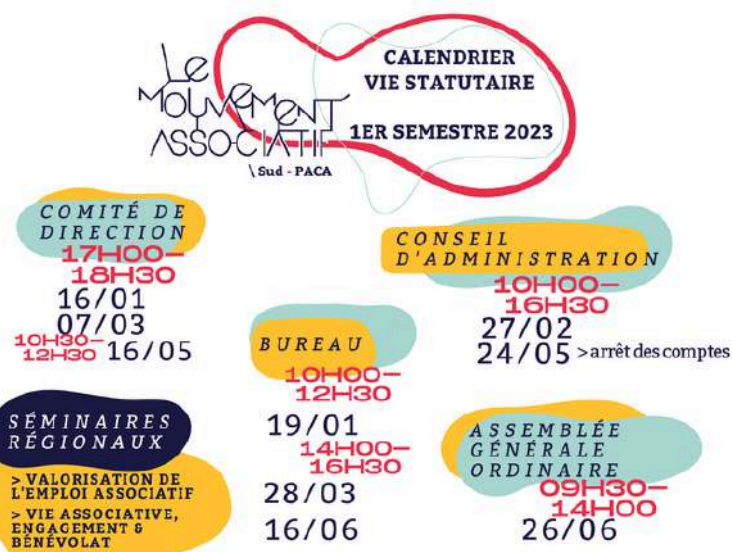 Le
MOUVEMENT
ASSOCIATIF
\Sud - PACA
CALENDRIER
VIE STATUTAIRE
1ER SEMESTRE 2023
COMITÉ DE
DIRECTION
17H00-
18H30
16/01
07/03
10H30-
12H30 16/05
CONSEIL
D'ADMINISTRATION
10H00-
16H30
27/02
24/05 >arrêt des comptes
BUREAU
10H00-
12H30
19/01
14H00-
16H30
28/03
16/06
SÉMINAIRES
RÉGIONAUX
> VALORISATION DE
L'EMPLOI ASSOCIATIF
> VIE ASSOCIATIVE,
ENGAGEMENT &
BÉNÉVOLAT
ASSEMBLÉE
GÉNÉRALE
ORDINAIRE
09H30-
14H00
26/06